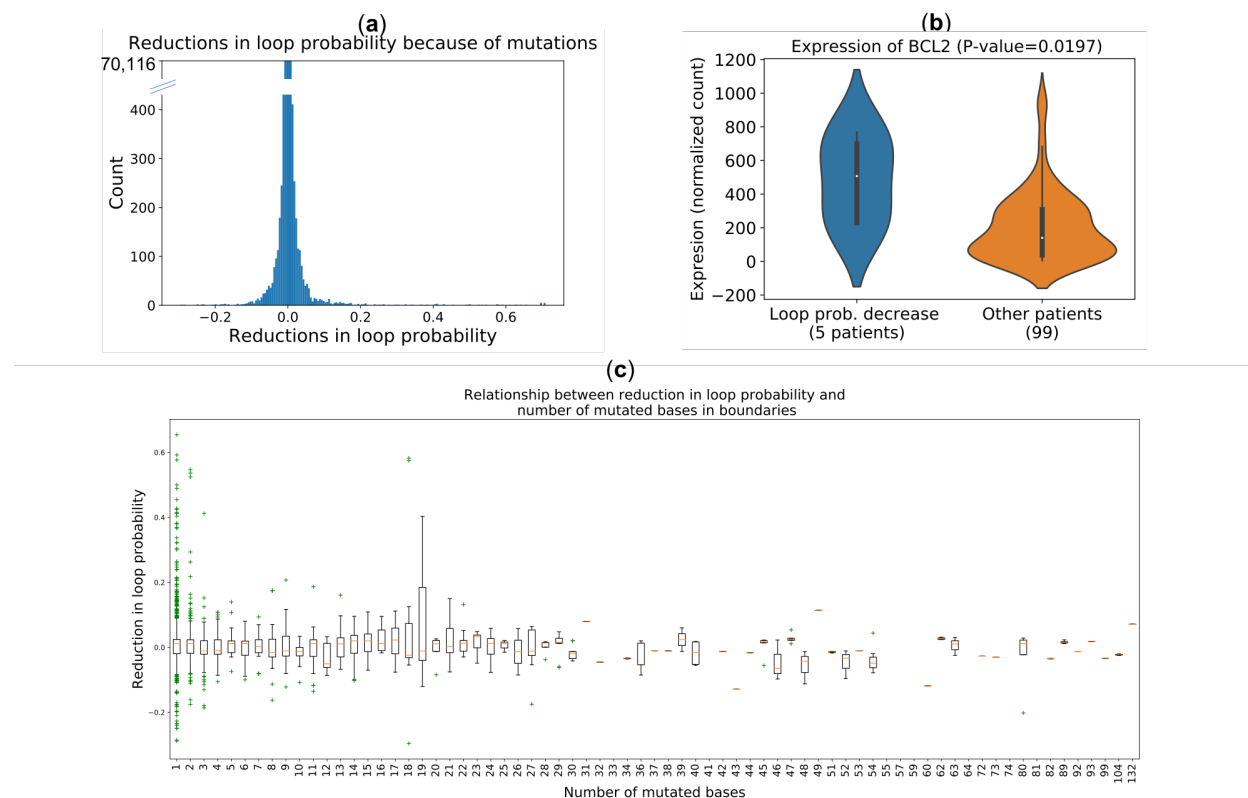 (a)
Reductions in loop probability because of mutations
70,116
400
300
200
100
0
Count
−0.2 0.0 0.2 0.4 0.6
Reductions in loop probability
(b)
Expression of BCL2 (P-value=0.0197)
1200
1000
800
600
400
200
0
−200
Expresion (normalized count)
Loop prob. decrease
(5 patients)
Other patients
(99)
(c)
Relationship between reduction in loop probability and
number of mutated bases in boundaries
0.6
0.4
0.2
0.0
−0.2
Reduction in loop probability
1 2 3 4 5 6 7 8 9 10 11 12 13 14 15 16 17 18 19 20 21 22 23 24 25 26 27 28 29 30 31 32 33 34 36 37 38 39 40 41 42 43 44 45 46 47 48 49 51 52 53 54 55 57 59 60 62 63 64 72 73 74 80 81 82 89 92 93 99 104 132
Number of mutated bases